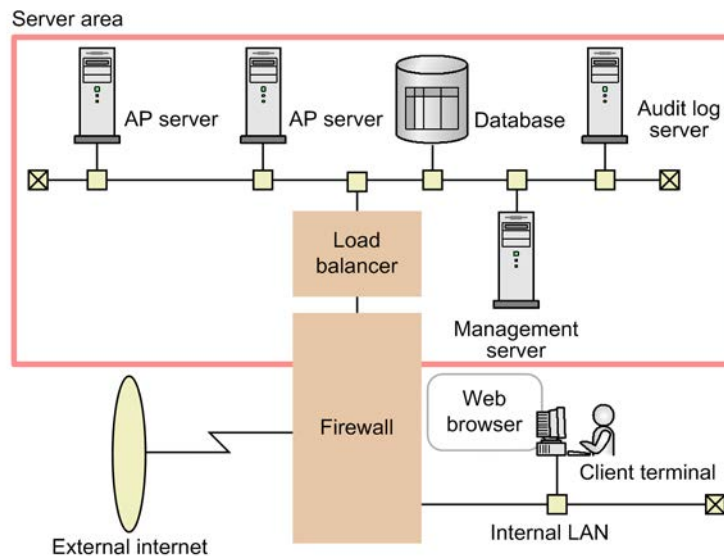 Server area
AP server
AP server
Database
Audit log
server
Load
balancer
Management
server
Firewall
Web
browser
Client terminal
External internet
Internal LAN